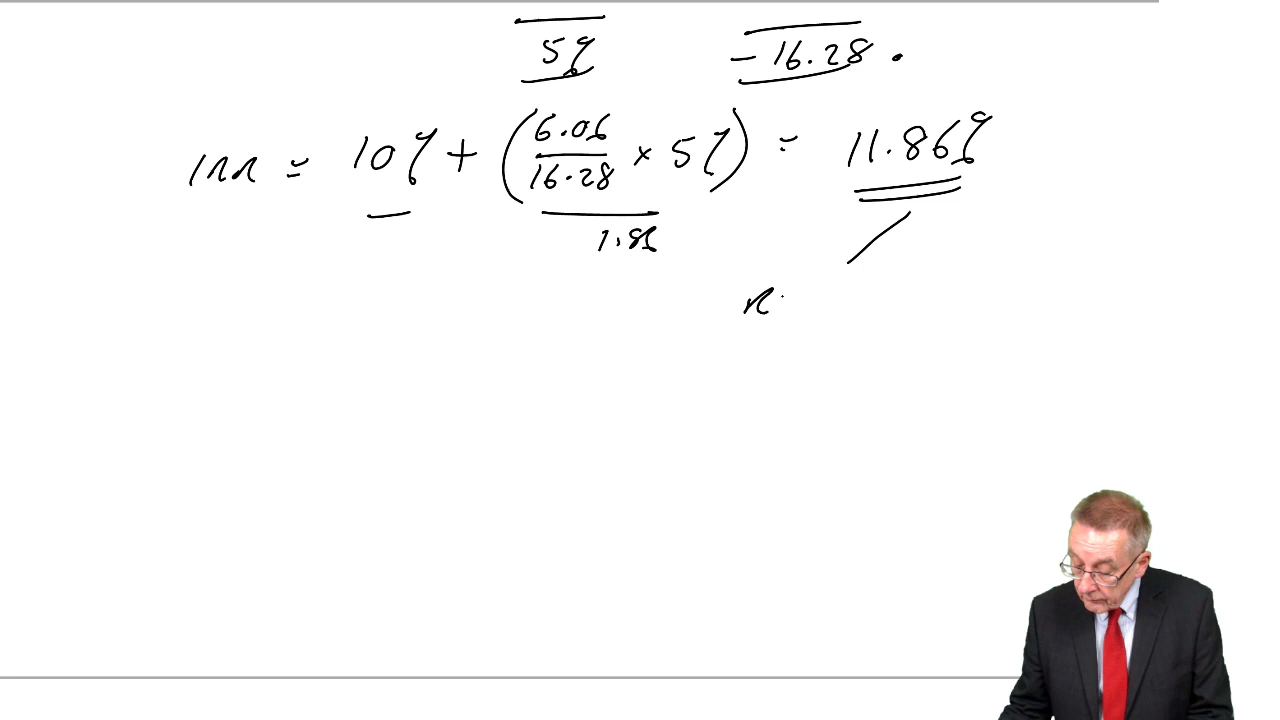 5% - 16.28 .
IRR = 10% + (6.06/16.28 × 5%) = 11.86%
1.86